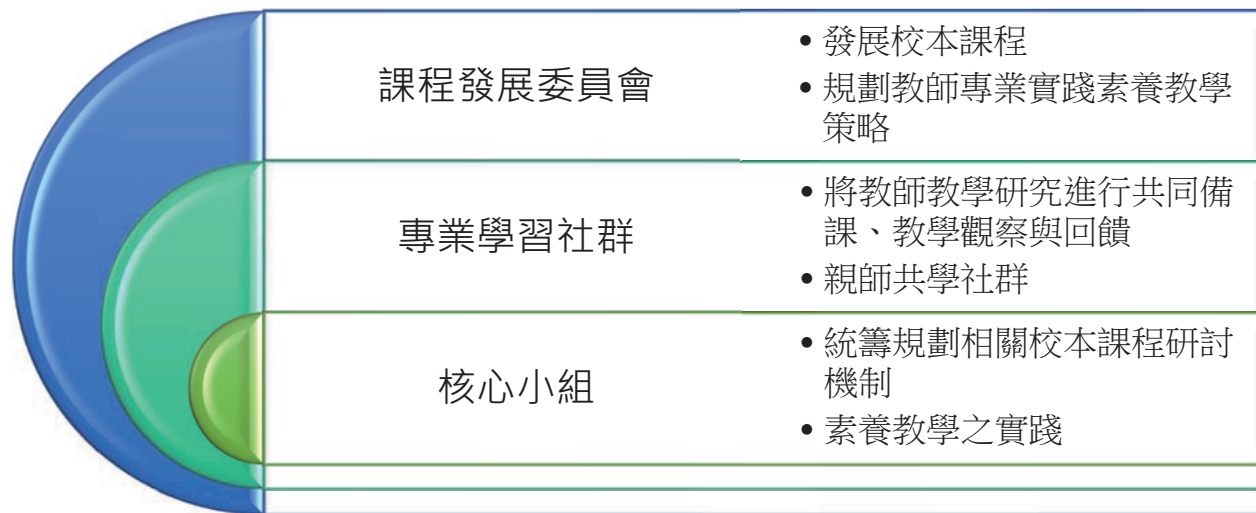 課程發展委員會
• 發展校本課程
• 規劃教師專業實踐素養教學
策略
專業學習社群
• 將教師教學研究進行共同備
課、教學觀察與回饋
• 親師共學社群
核心小組
• 統籌規劃相關校本課程研討
機制
• 素養教學之實踐